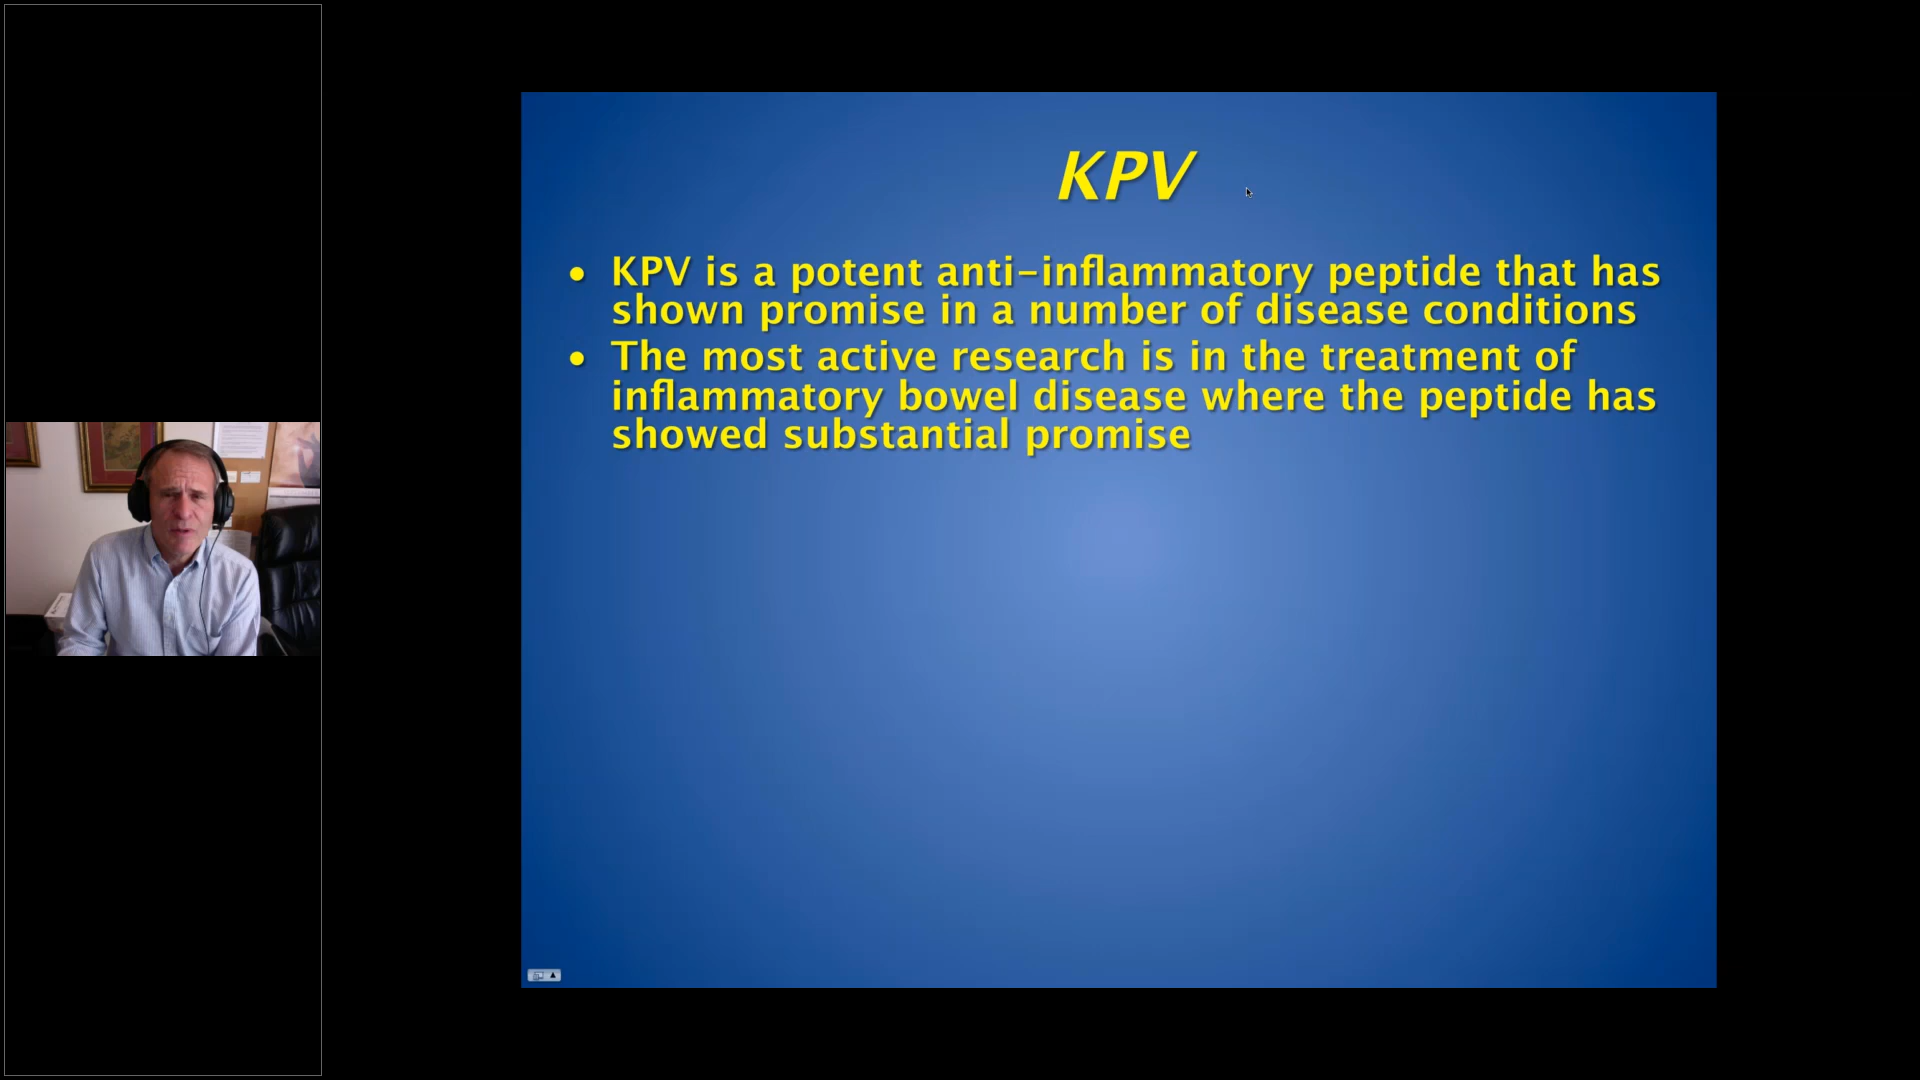 KPV
• KPV is a potent anti-inflammatory peptide that has
shown promise in a number of disease conditions
• The most active research is in the treatment of
inflammatory bowel disease where the peptide has
showed substantial promise